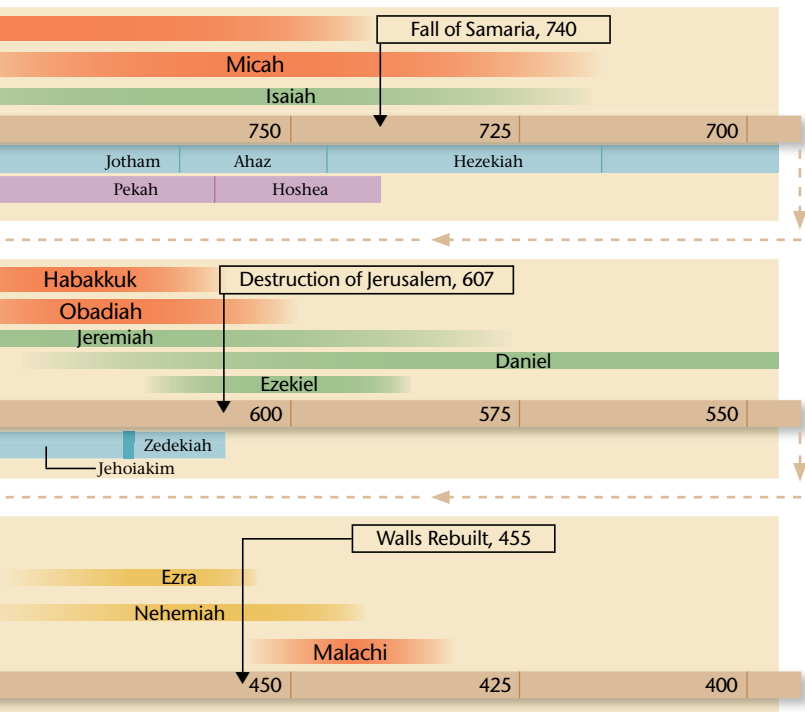 Fall of Samaria, 740
Micah
Isaiah
750 725 700
Jotham Ahaz Hezekiah
Pekah Hoshea
Habakkuk Destruction of Jerusalem, 607
Obadiah
Jeremiah
Daniel
Ezekiel
600 575 550
Zedekiah
Jehoiakim
Walls Rebuilt, 455
Ezra
Nehemiah
Malachi
450 425 400